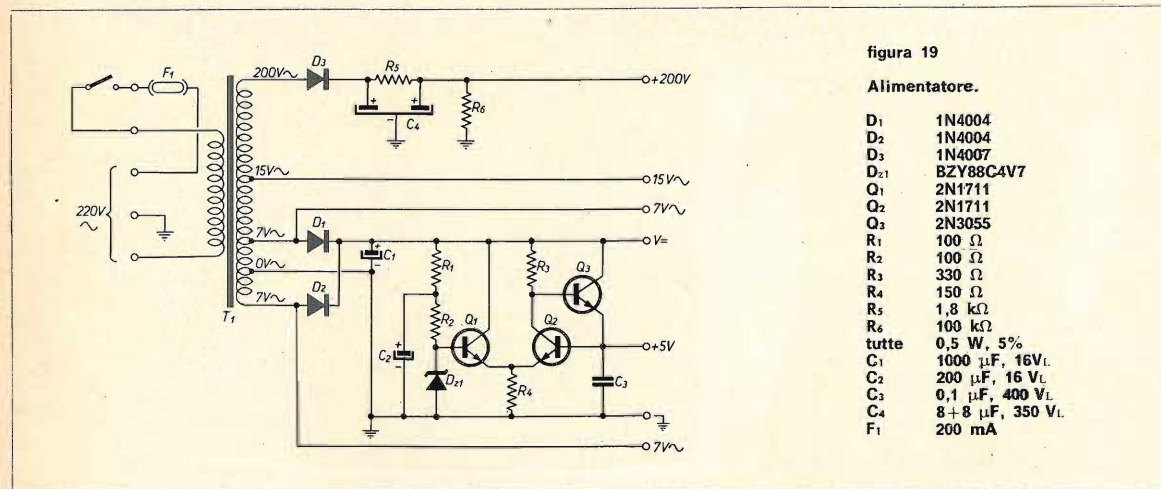 figura 19
Alimentatore.
D1 1N4004
D2 1N4004
D3 1N4007
Dz1 BZY88C4V7
Q1 2N1711
Q2 2N1711
Q3 2N3055
R1 100 Ω
R2 100 Ω
R3 330 Ω
R4 150 Ω
R5 1,8 kΩ
R6 100 kΩ
tutte 0,5 W, 5%
C1 1000 µF, 16VL
C2 200 µF, 16 VL
C3 0,1 µF, 400 VL
C4 8+8 µF, 350 VL
F1 200 mA
F1
200V~
D3
R5
+200V
+
+
R6
-
C4
15V~
15V~
7V~
220V
~
7V~
D1
V=
+
C1
-
R1
R3
Q3
0V~
D2
7V~
T1
R2
Q1
Q2
+5V
+
C2
-
Dz1
R4
C3
7V~